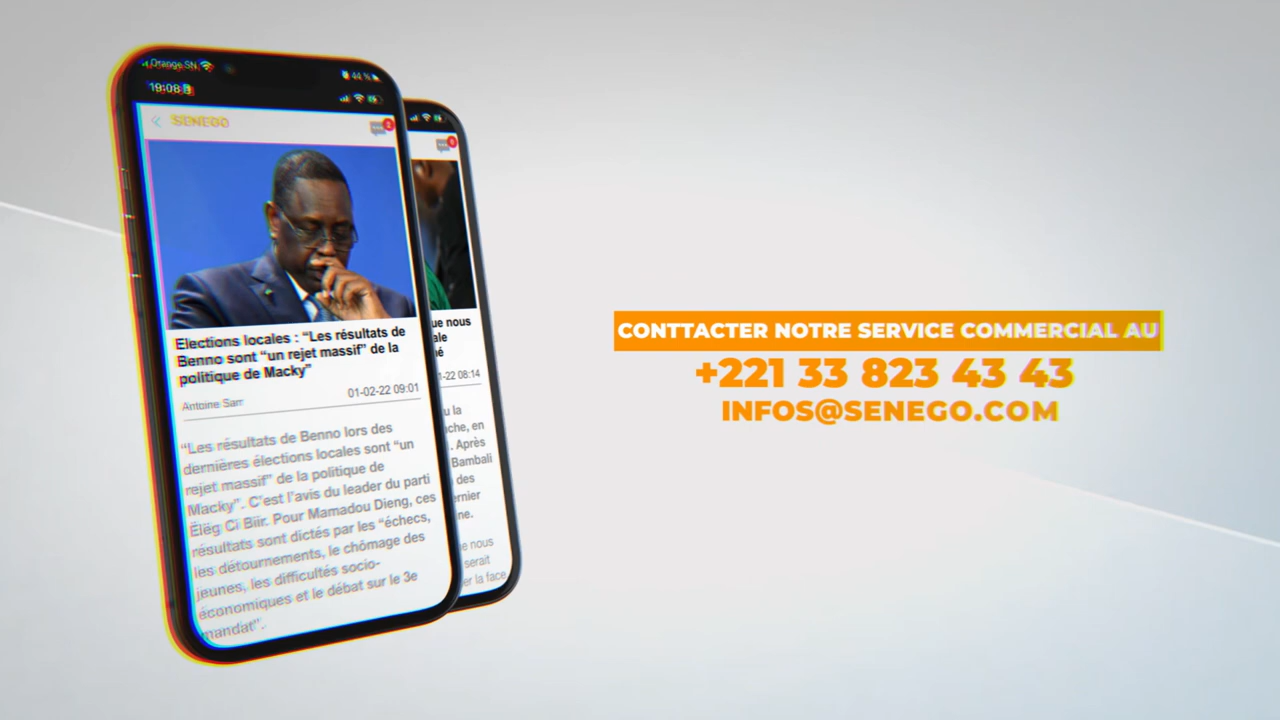 Orange SN
44 %
19:08
SENEGO
Elections locales : “Les résultats de
Benno sont “un rejet massif” de la
politique de Macky”
Antoine Sarr
01-02-22 09:01
“Les résultats de Benno lors des
dernières élections locales sont “un
rejet massif” de la politique de
Macky”. C’est l’avis du leader du parti
Élég Ci Biir. Pour Mamadou Dieng, ces
résultats sont dictés par les “échecs,
les détournements, le chômage des
jeunes, les difficultés socio-
économiques et le débat sur le 3e
mandat”.
ue nous
ale
né
1-22 08:14
u la
che, en
. Après
Bambali
des
ernier
ne.
e nous
serait
er la face
CONTTACTER NOTRE SERVICE COMMERCIAL AU
+221 33 823 43 43
INFOS@SENEGO.COM